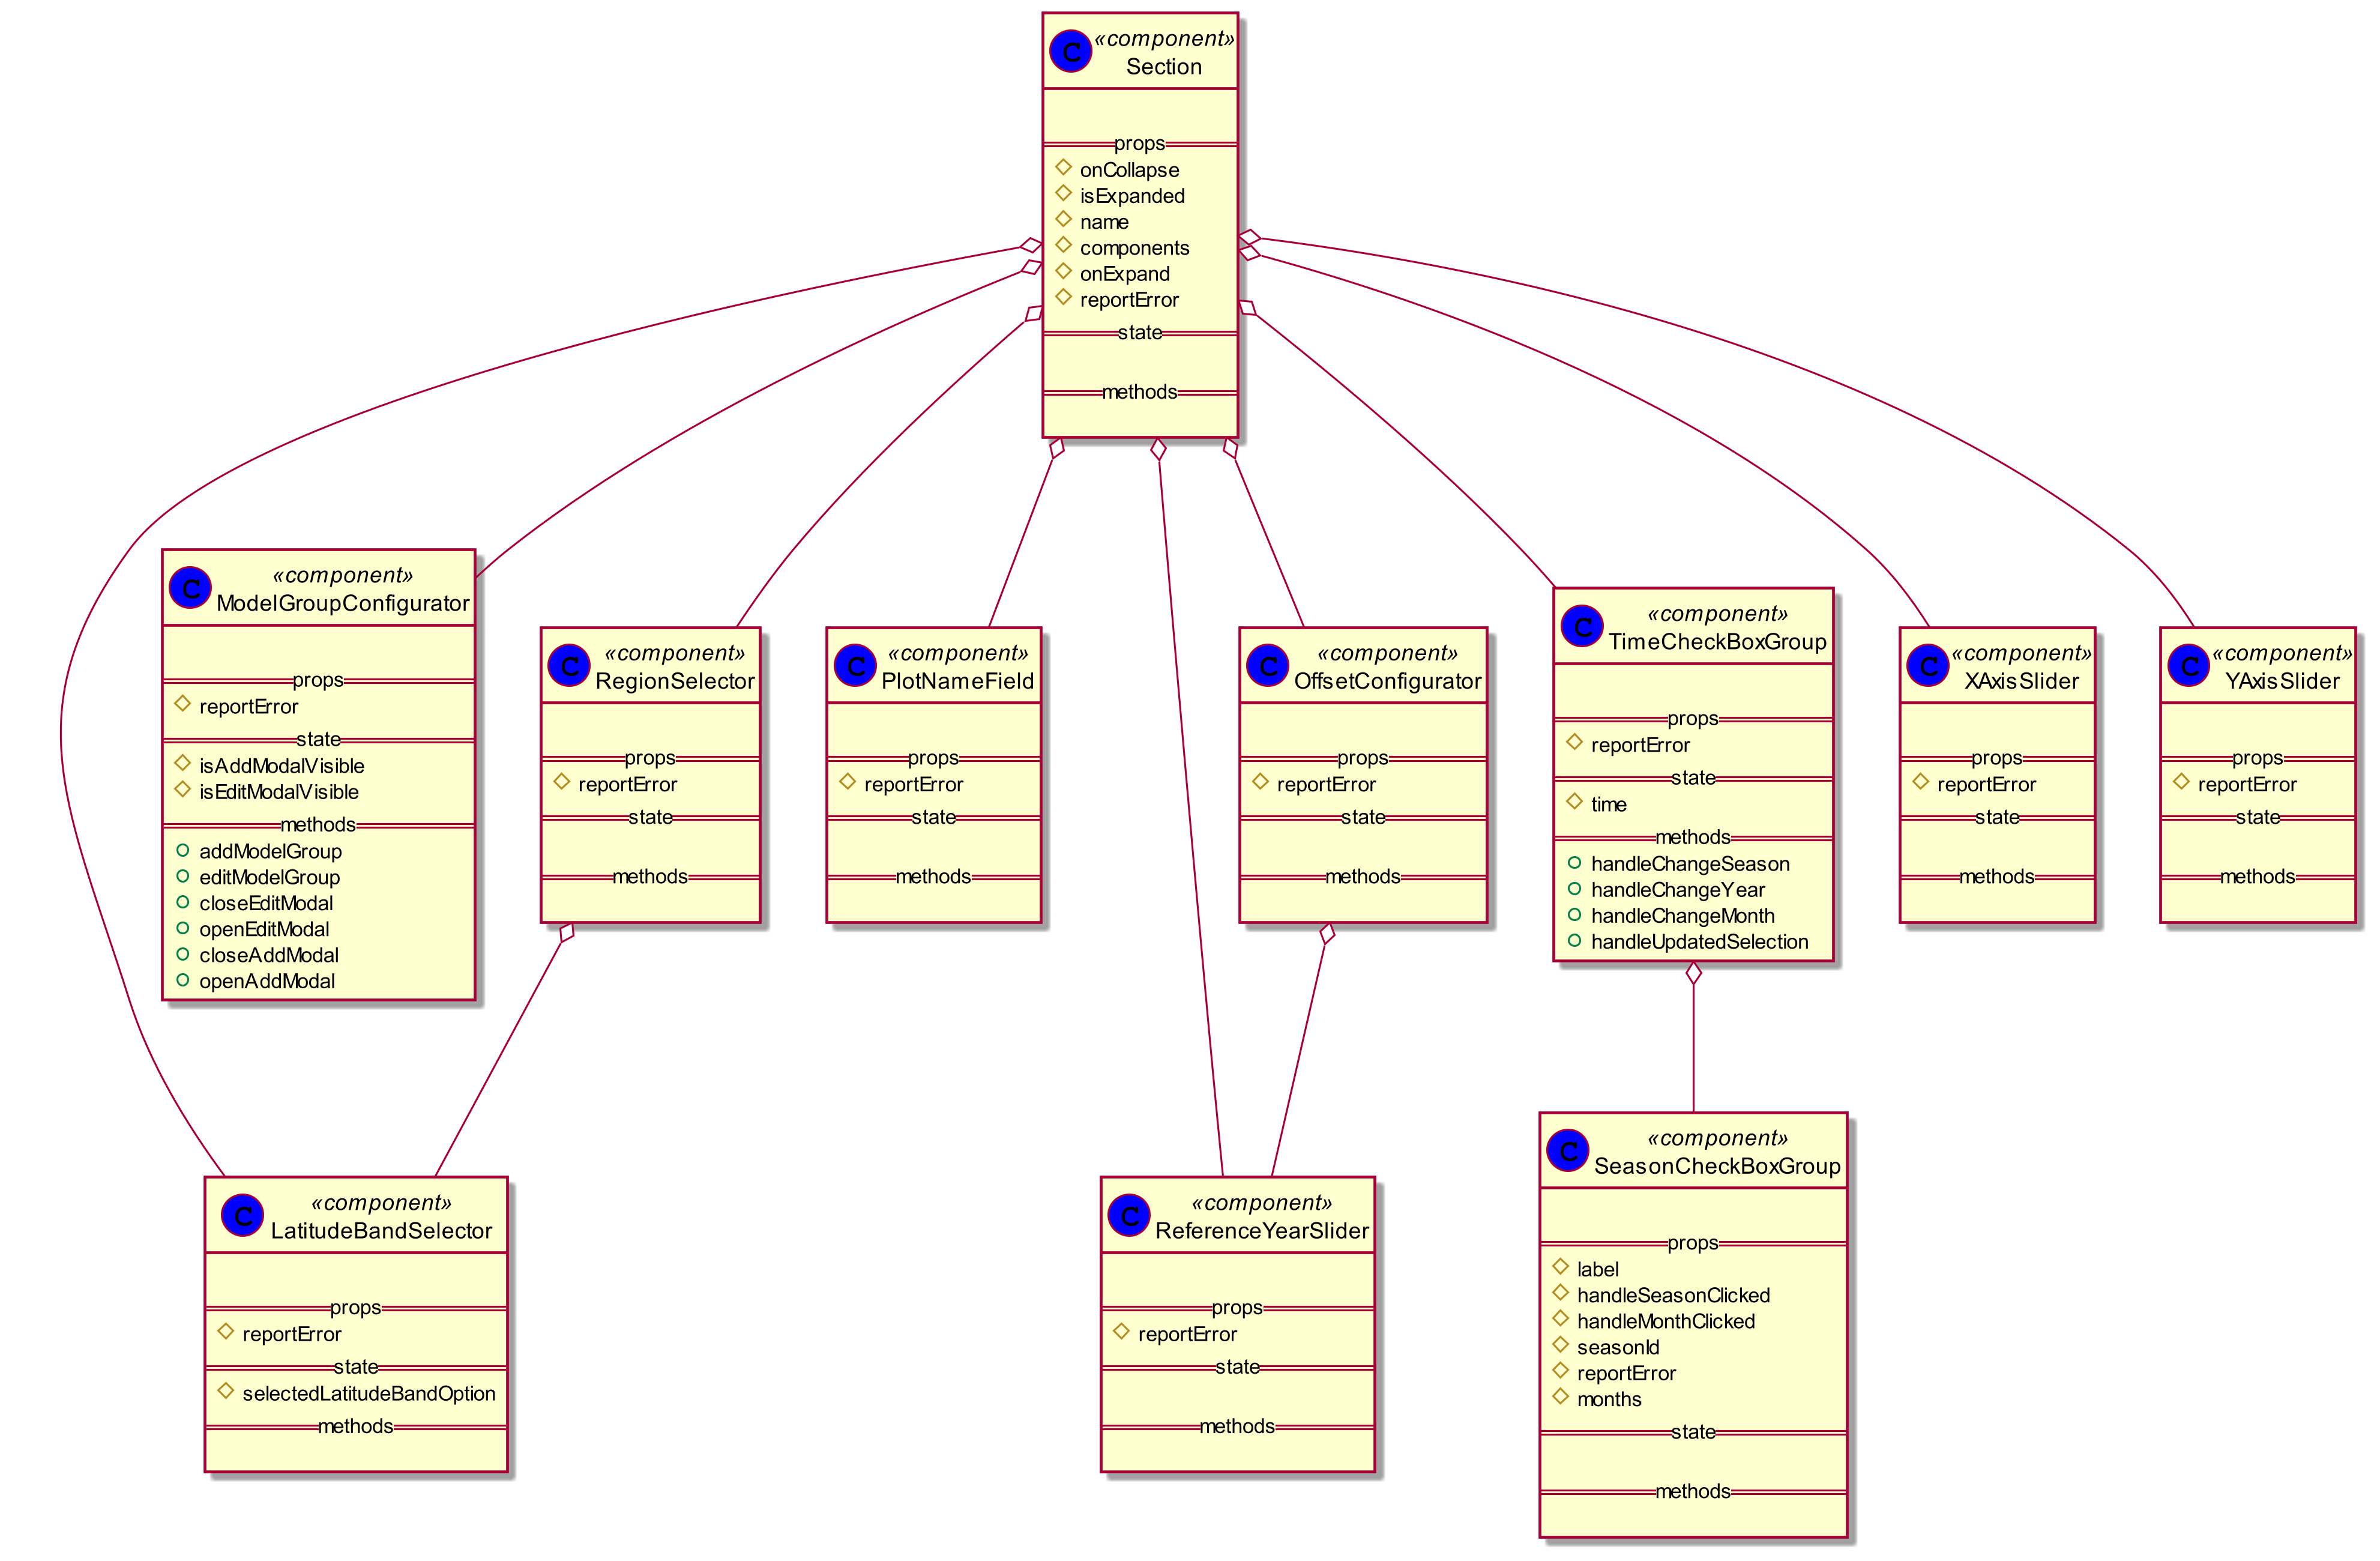 C
«component»
Section
props
onCollapse
isExpanded
name
components
onExpand
reportError
state
methods
C
«component»
ModelGroupConfigurator
props
reportError
state
isAddModalVisible
isEditModalVisible
methods
addModelGroup
editModelGroup
closeEditModal
openEditModal
closeAddModal
openAddModal
C
«component»
RegionSelector
props
reportError
state
methods
C
«component»
PlotNameField
props
reportError
state
methods
C
«component»
OffsetConfigurator
props
reportError
state
methods
C
«component»
TimeCheckBoxGroup
props
reportError
state
time
methods
handleChangeSeason
handleChangeYear
handleChangeMonth
handleUpdatedSelection
C
«component»
XAxisSlider
props
reportError
state
methods
C
«component»
YAxisSlider
props
reportError
state
methods
C
«component»
LatitudeBandSelector
props
reportError
state
selectedLatitudeBandOption
methods
C
«component»
ReferenceYearSlider
props
reportError
state
methods
C
«component»
SeasonCheckBoxGroup
props
label
handleSeasonClicked
handleMonthClicked
seasonId
reportError
months
state
methods